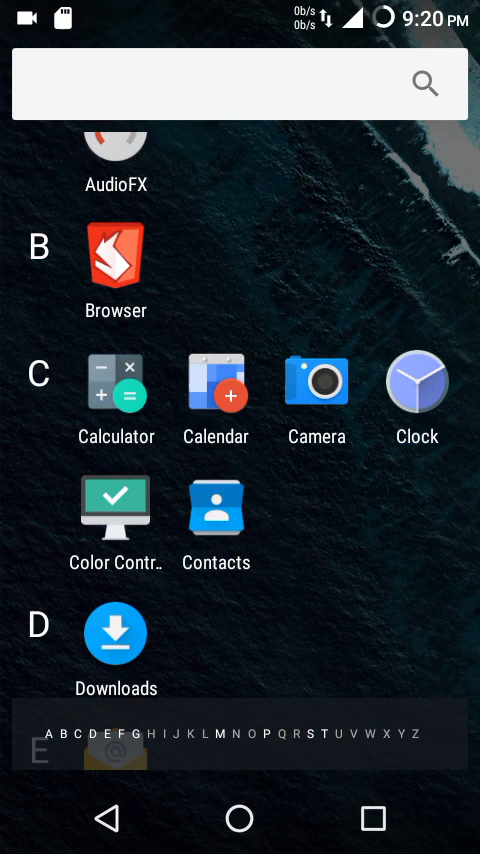 0b/s
0b/s
9:20 PM
AudioFX
B
Browser
C
Calculator Calendar Camera Clock
Color Contr.. Contacts
D
Downloads
A B C D E F G H I J K L M N O P Q R S T U V W X Y Z
E